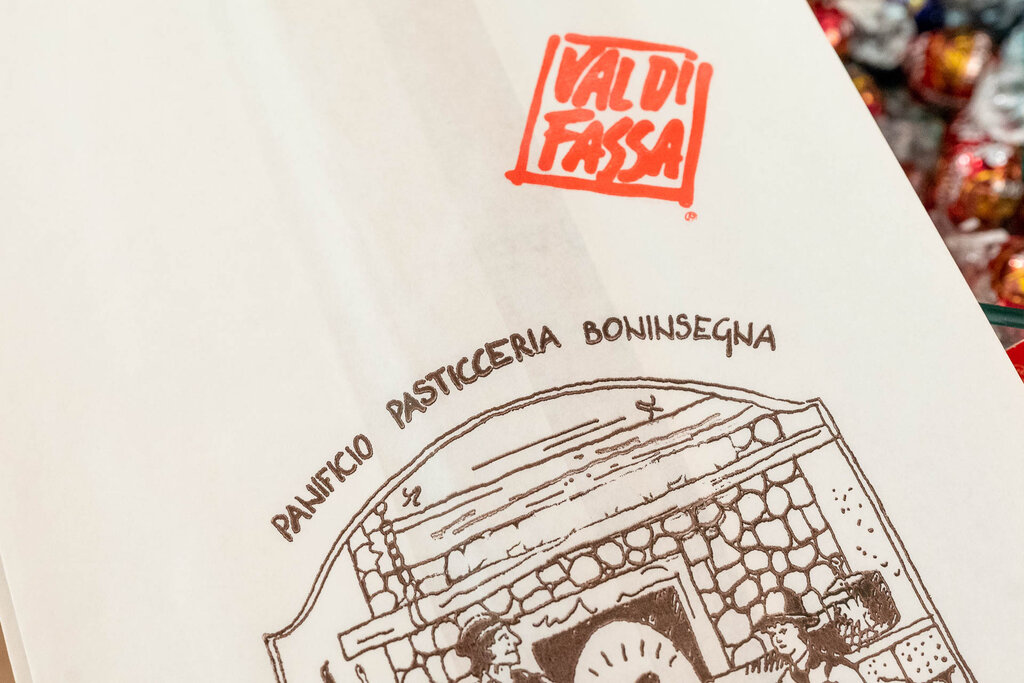 VAL DI
FASSA
PANIFICIO PASTICCERIA BONINSEGNA